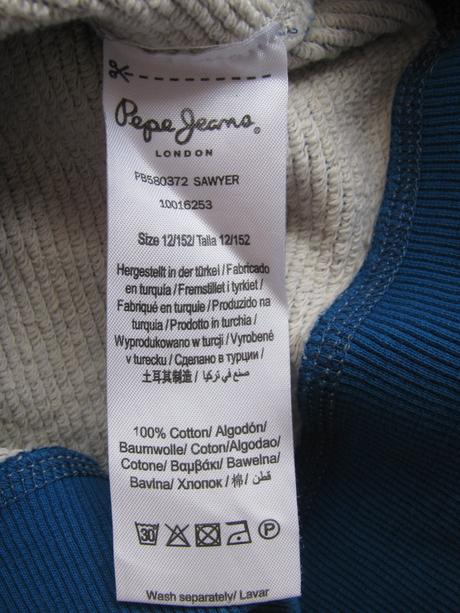 Pepe Jeans
LONDON
PB580372 SAWYER
10016253
Size 12/152/ Talla 12/152
Hergestellt in der türkei / Fabricado
en turquía / Fremstillet i tyrkiet /
Fabriqué en turquie / Produzido na
turquia / Prodotto in turchia /
Wyprodukowano w turcji / Vyrobené
v turecku / Сделано в турции /
土耳其制造 / صنع في تركيا /
100% Cotton/ Algodón/
Baumwolle/ Coton/Algodao/
Cotone/ Βαμβάκι/ Bawełna/
Bavlna/ Хлопок /棉/ قطن /
30 P
Wash separately/ Lavar